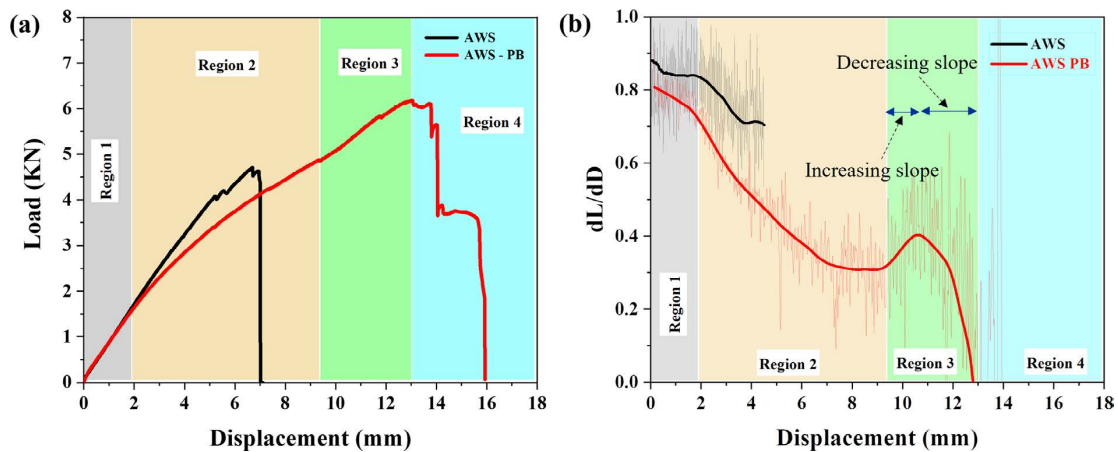 (a)
Load (KN)
8
7
6
5
4
3
2
1
0
AWS
AWS - PB
Region 1
Region 2
Region 3
Region 4
0 2 4 6 8 10 12 14 16 18
Displacement (mm)
(b)
dL/dD
1.0
0.8
0.6
0.4
0.2
0.0
AWS
AWS PB
Decreasing slope
Increasing slope
Region 1
Region 2
Region 3
Region 4
0 2 4 6 8 10 12 14 16 18
Displacement (mm)